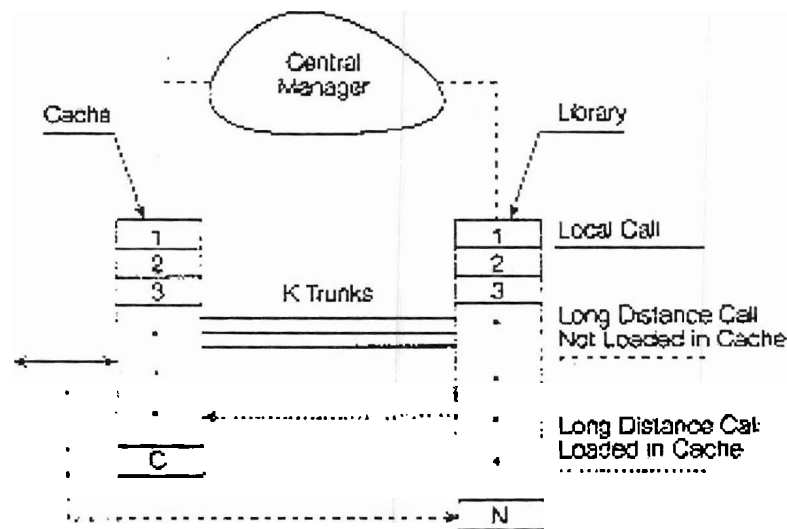 Central
Manager
Cache
Library
1
2
3
C
K Trunks
1
2
3
N
Local Call
Long Distance Call
Not Loaded in Cache
Long Distance Call
Loaded in Cache